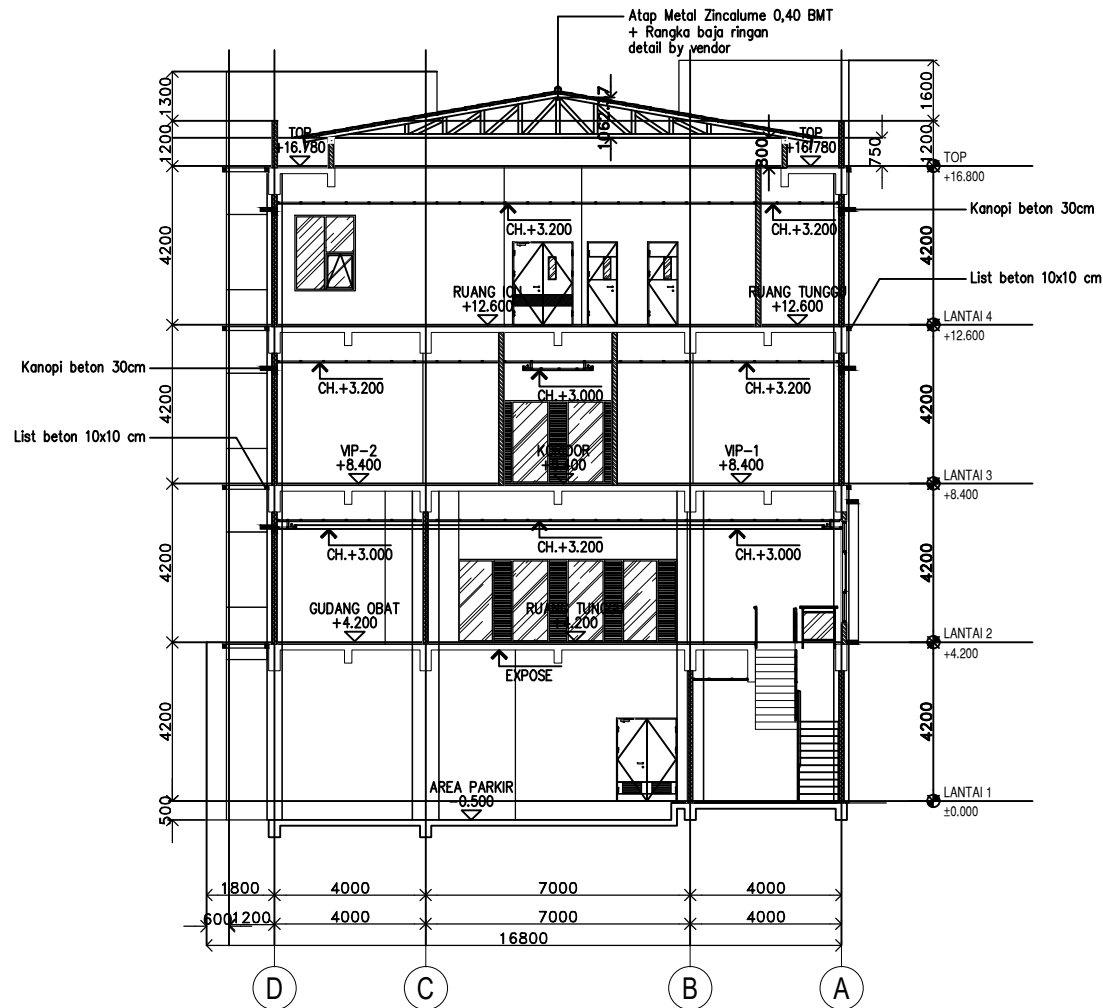 Atap Metal Zincalume 0,40 BMT
+ Rangka baja ringan
detail by vendor
1300
1600
1200
TOP
+16.780
TOP
+16.780
800
750
1200
TOP
+16.800
Kanopi beton 30cm
CH.+3.200
CH.+3.200
4200
4200
List beton 10x10 cm
+12.600
RUANG TUNGGU
+12.600
LANTAI 4
+12.600
Kanopi beton 30cm
CH.+3.200
CH.+3.000
CH.+3.200
4200
4200
List beton 10x10 cm
VIP-2
+8.400
VIP-1
+8.400
LANTAI 3
+8.400
CH.+3.000
CH.+3.200
CH.+3.000
4200
4200
GUDANG OBAT
+4.200
RUANG TUNGGU
LANTAI 2
+4.200
EXPOSE
4200
4200
AREA PARKIR
-0.500
LANTAI 1
±0.000
500
1800
4000
7000
4000
600
1200
4000
7000
4000
16800
D
C
B
A